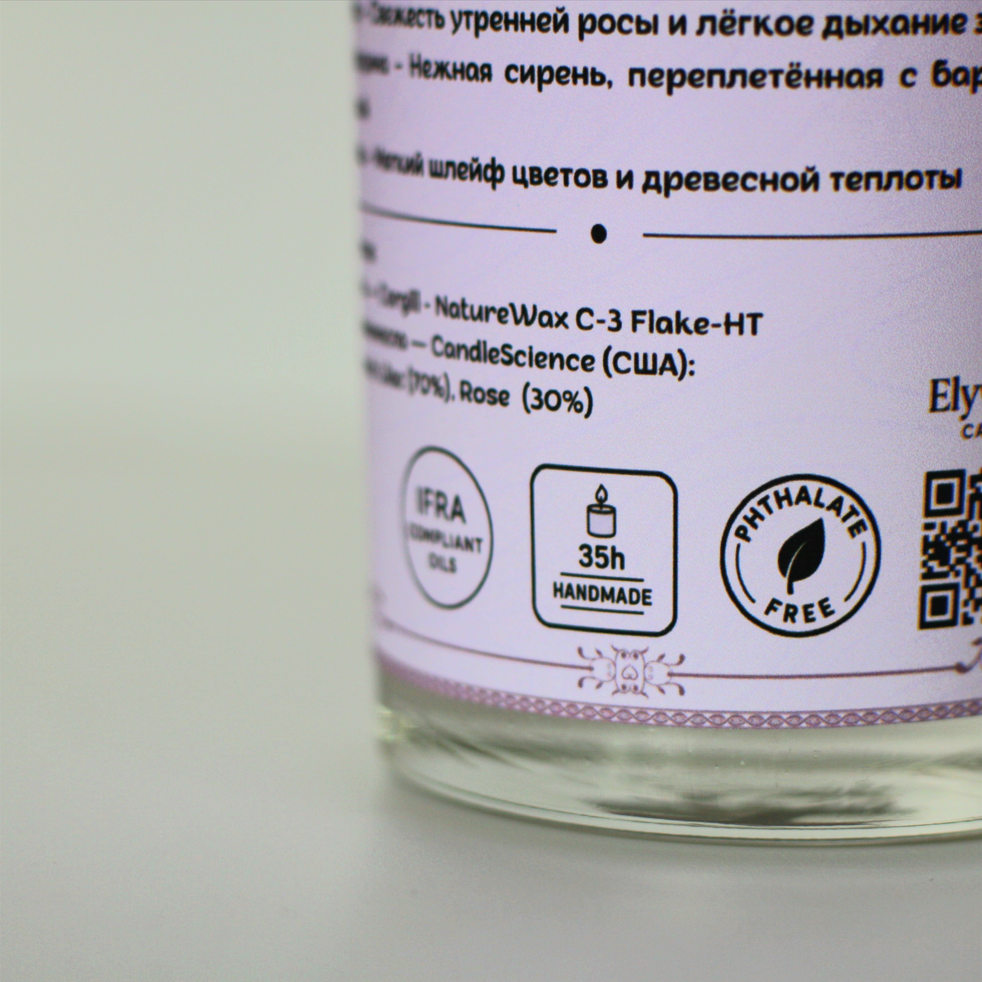 Свежесть утренней росы и лёгкое дыхание
- Нежная сирень, переплетённая с
- Мягкий шлейф цветов и древесной теплоты
Cargill - NatureWax C-3 Flake-HT
— CandleScience (США):
(70%), Rose (30%)
IFRA
COMPLIANT
OILS
35h
HANDMADE
PHTHALATE
FREE